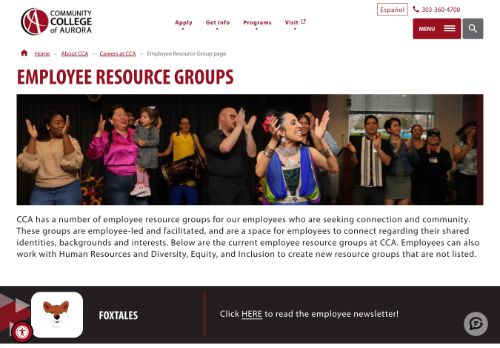 COMMUNITY
COLLEGE
of AURORA
Español
303-360-4700
Apply
Get Info
Programs
Visit
MENU
Home – About CCA – Careers at CCA – Employee Resource Group page
EMPLOYEE RESOURCE GROUPS
CCA has a number of employee resource groups for our employees who are seeking connection and community.
These groups are employee-led and facilitated, and are a space for employees to connect regarding their shared
identities, backgrounds and interests. Below are the current employee resource groups at CCA. Employees can also
work with Human Resources and Diversity, Equity, and Inclusion to create new resource groups that are not listed.
FOXTALES
Click HERE to read the employee newsletter!